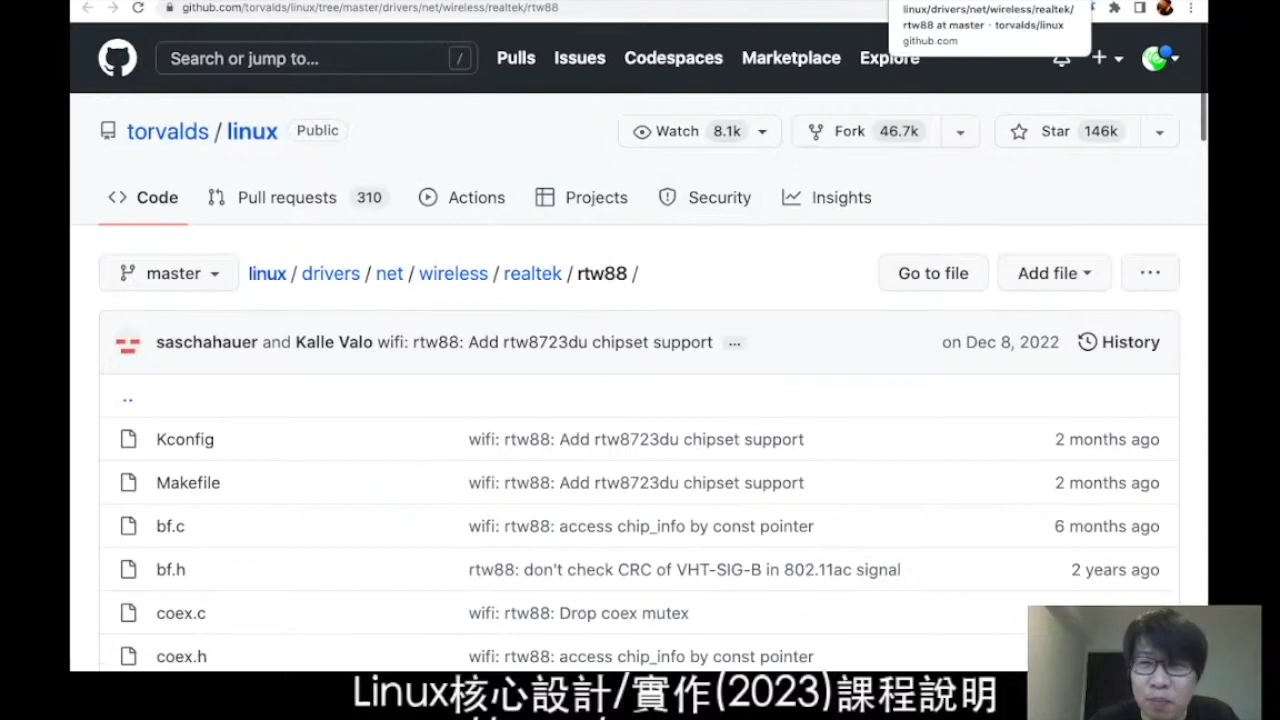 github.com/torvalds/linux/tree/master/drivers/net/wireless/realtek/rtw88
linux/drivers/net/wireless/realtek/
rtw88 at master · torvalds/linux
github.com
Search or jump to...
/
Pulls
Issues
Codespaces
Marketplace
Explore
torvalds / linux
Public
Watch 8.1k
Fork 46.7k
Star 146k
Code
Pull requests 310
Actions
Projects
Security
Insights
master
linux / drivers / net / wireless / realtek / rtw88 /
Go to file
Add file
...
saschahauer and Kalle Valo wifi: rtw88: Add rtw8723du chipset support ...
on Dec 8, 2022
History
..
Kconfig wifi: rtw88: Add rtw8723du chipset support 2 months ago
Makefile wifi: rtw88: Add rtw8723du chipset support 2 months ago
bf.c wifi: rtw88: access chip_info by const pointer 6 months ago
bf.h rtw88: don't check CRC of VHT-SIG-B in 802.11ac signal 2 years ago
coex.c wifi: rtw88: Drop coex mutex
coex.h wifi: rtw88: access chip_info by const pointer
Linux核心設計/實作(2023)課程說明